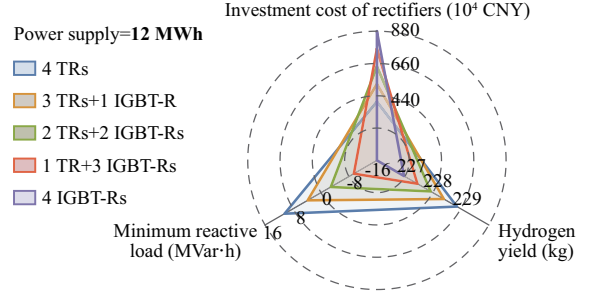 Investment cost of rectifiers (10⁴ CNY)
Power supply=12 MWh
4 TRs
3 TRs+1 IGBT-R
2 TRs+2 IGBT-Rs
1 TR+3 IGBT-Rs
4 IGBT-Rs
880
660
440
-16
227
-8
228
0
229
8
16
Minimum reactive
load (MVar·h)
Hydrogen
yield (kg)